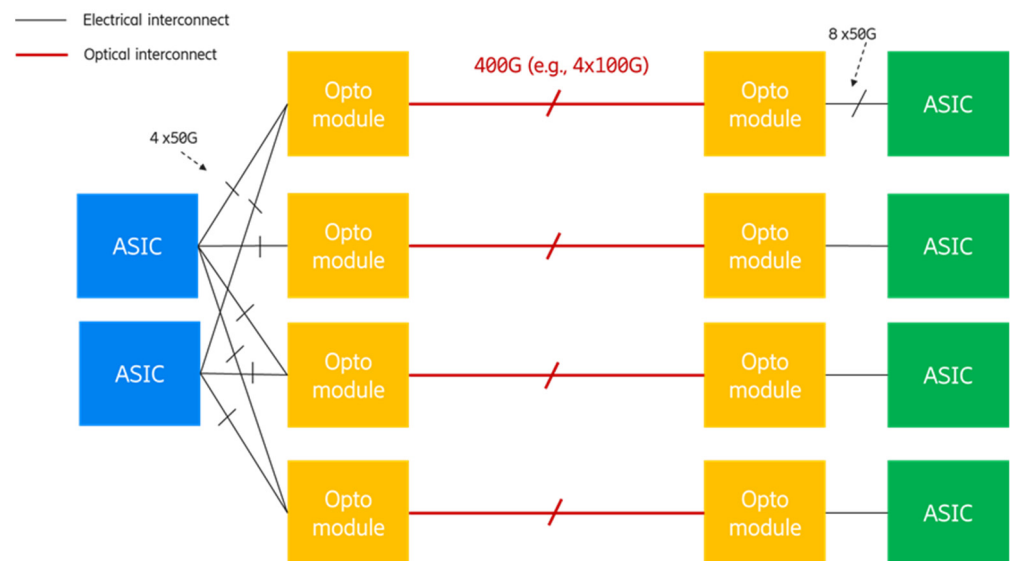 Electrical interconnect
Optical interconnect
400G (e.g., 4x100G)
8 x50G
4 x50G
Opto
module
Opto
module
ASIC
ASIC
Opto
module
Opto
module
ASIC
ASIC
Opto
module
Opto
module
ASIC
Opto
module
Opto
module
ASIC